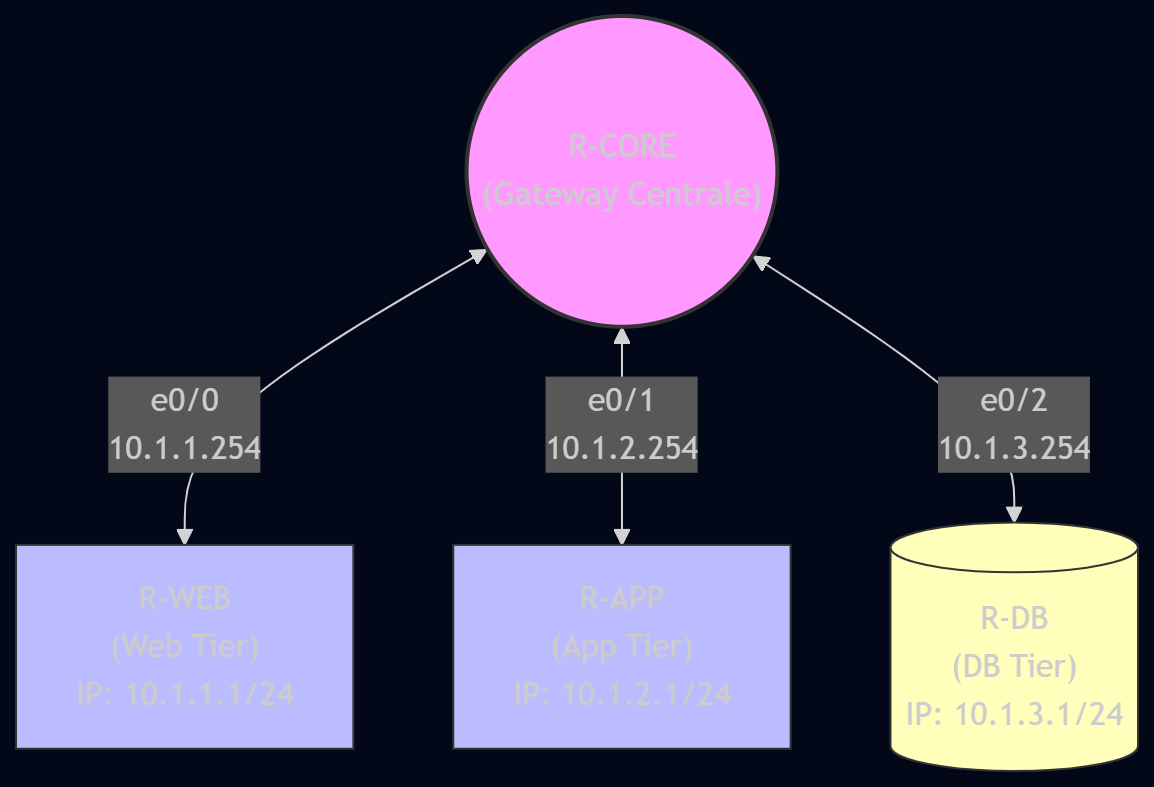 R-CORE
(Gateway Centrale)
e0/0
10.1.1.254
e0/1
10.1.2.254
e0/2
10.1.3.254
R-WEB
(Web Tier)
IP: 10.1.1.1/24
R-APP
(App Tier)
IP: 10.1.2.1/24
R-DB
(DB Tier)
IP: 10.1.3.1/24